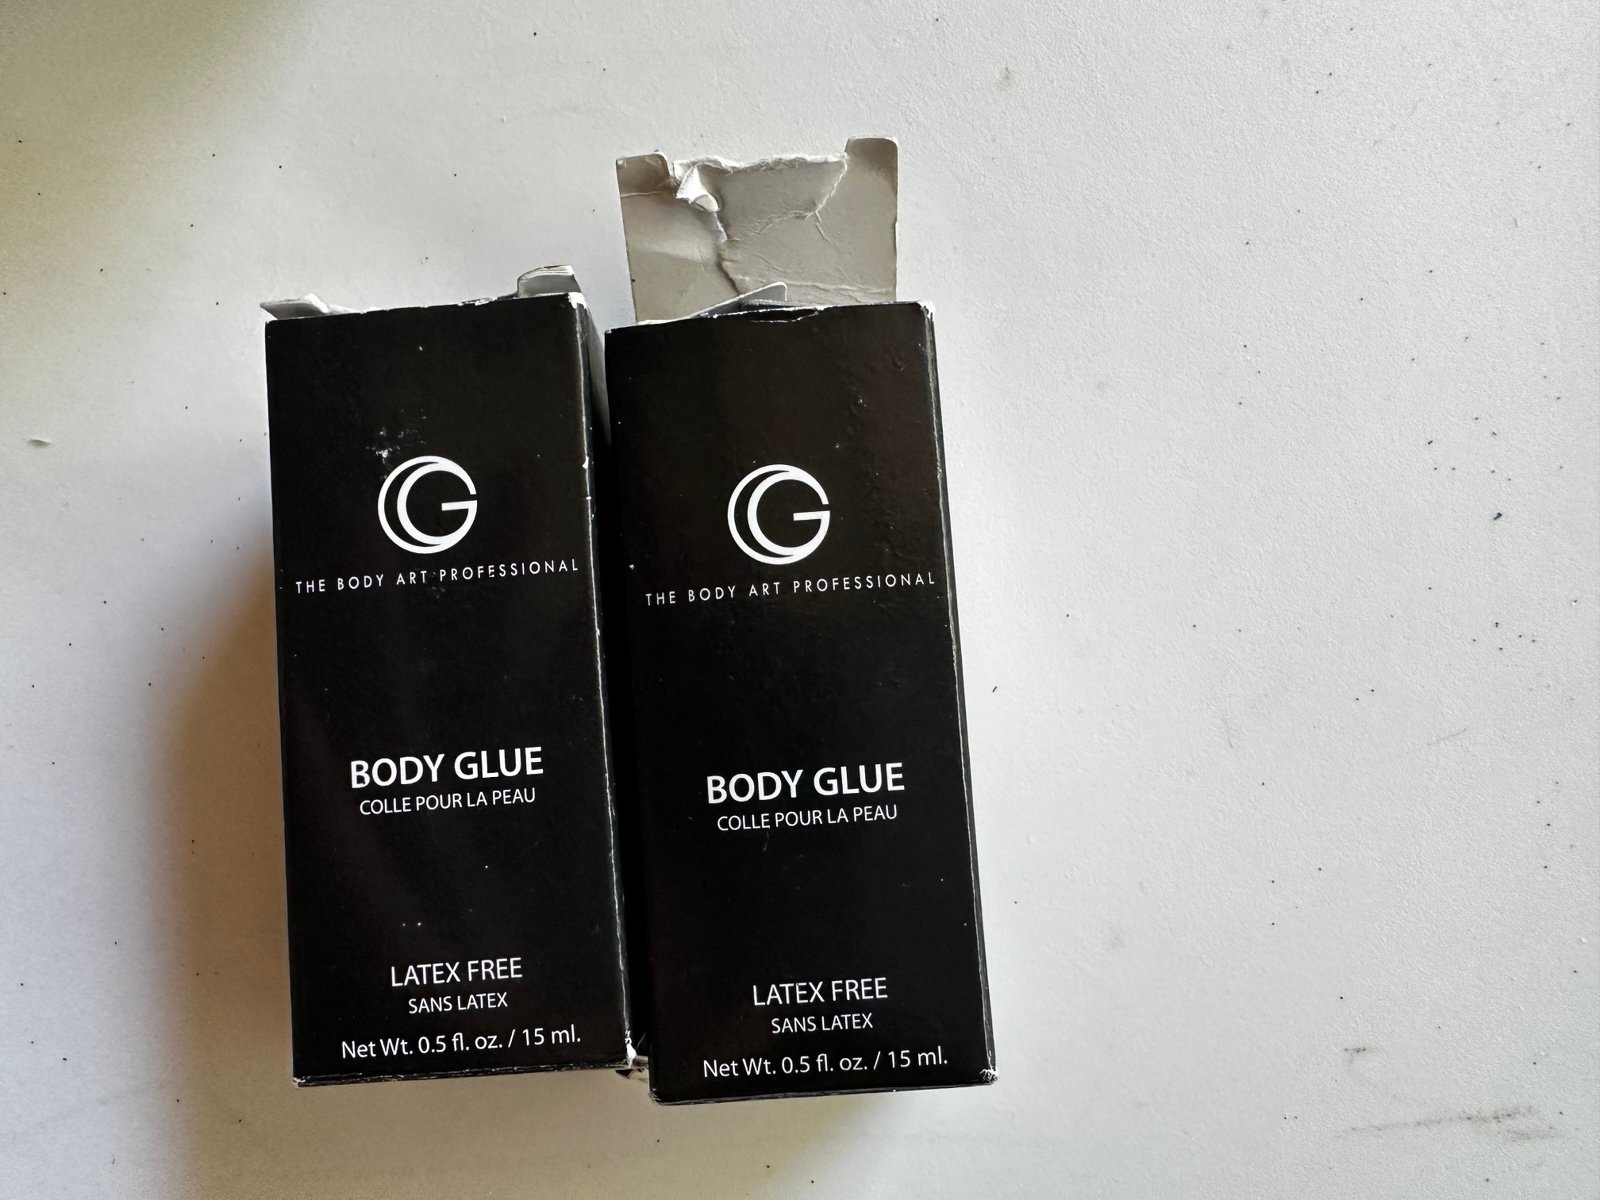 G
THE BODY ART PROFESSIONAL
BODY GLUE
COLLE POUR LA PEAU
LATEX FREE
SANS LATEX
Net Wt. 0.5 fl. oz. / 15 ml.
G
THE BODY ART PROFESSIONAL
BODY GLUE
COLLE POUR LA PEAU
LATEX FREE
SANS LATEX
Net Wt. 0.5 fl. oz. / 15 ml.